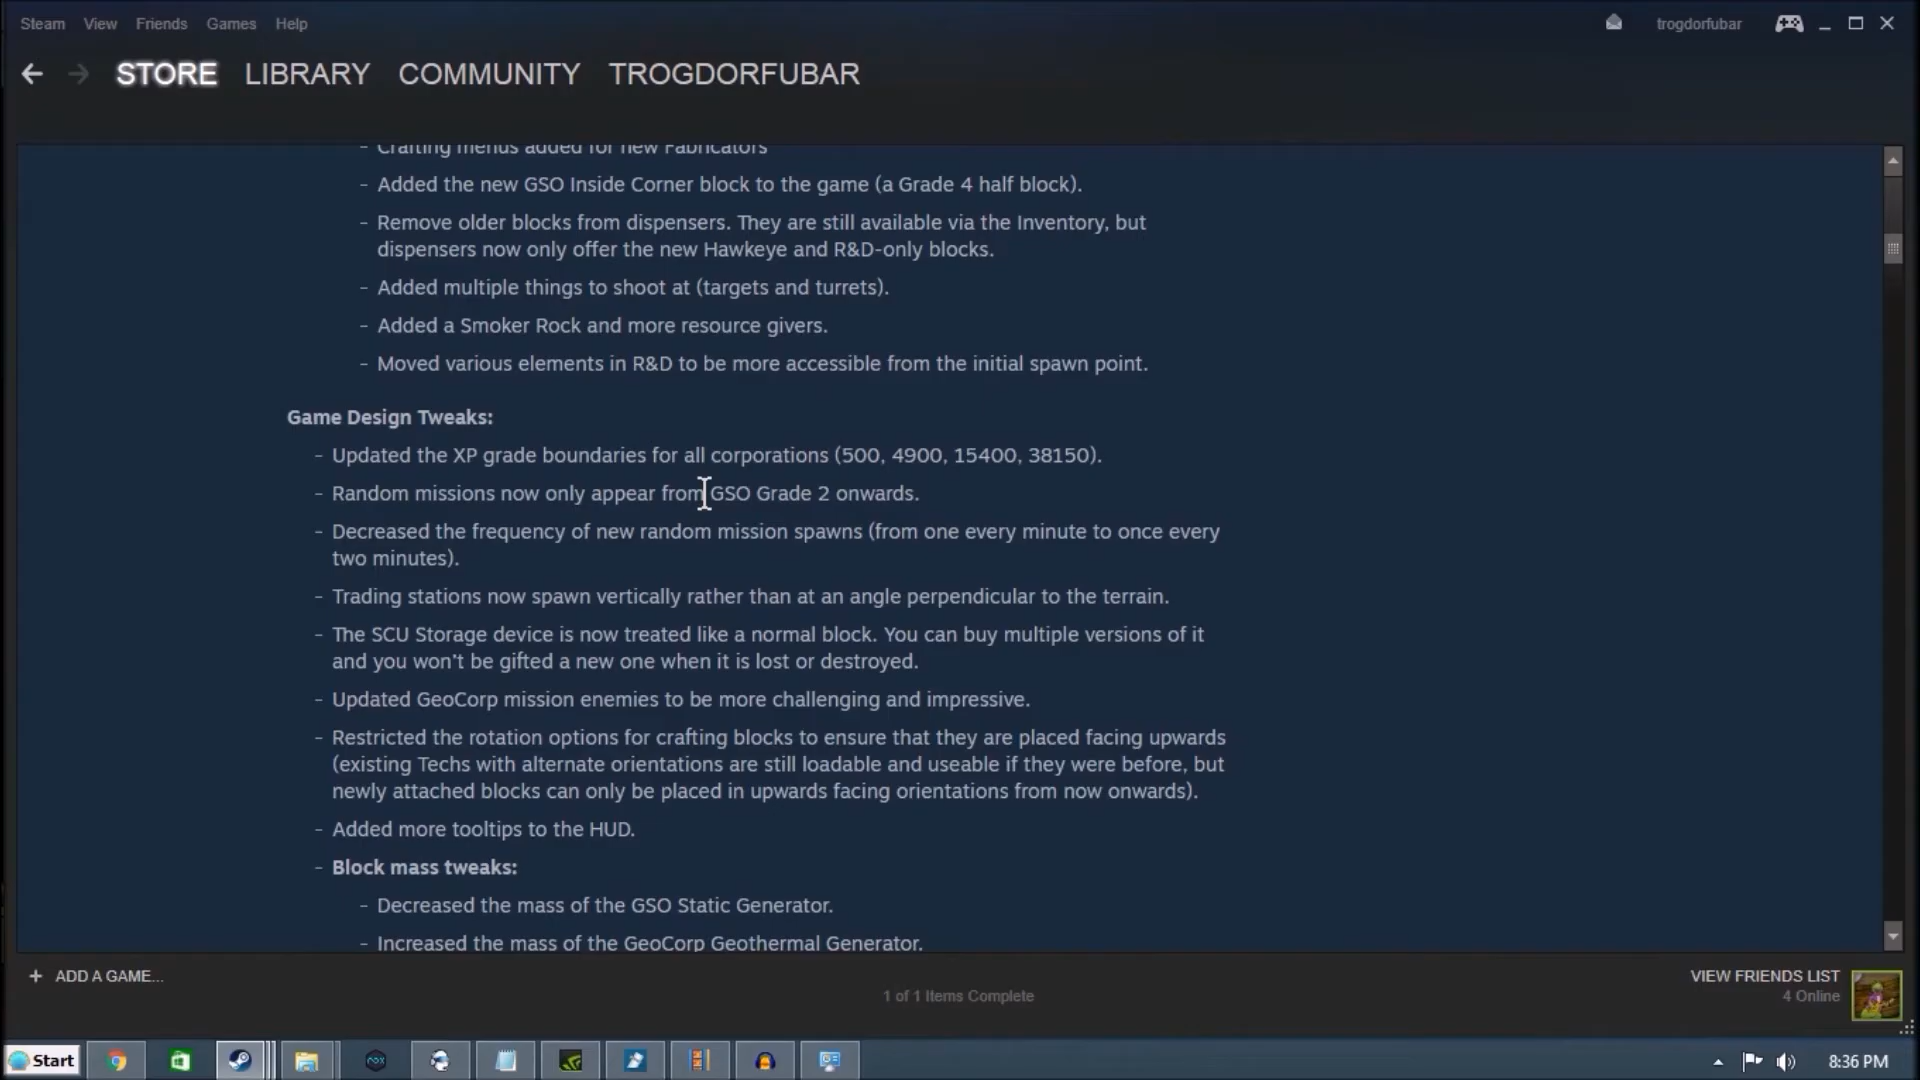 Steam View Friends Games Help trogdorfubar
STORE LIBRARY COMMUNITY TROGDORFUBAR
- Crafting menus added for new Fabricators
- Added the new GSO Inside Corner block to the game (a Grade 4 half block).
- Remove older blocks from dispensers. They are still available via the Inventory, but
dispensers now only offer the new Hawkeye and R&D-only blocks.
- Added multiple things to shoot at (targets and turrets).
- Added a Smoker Rock and more resource givers.
- Moved various elements in R&D to be more accessible from the initial spawn point.
Game Design Tweaks:
- Updated the XP grade boundaries for all corporations (500, 4900, 15400, 38150).
- Random missions now only appear from GSO Grade 2 onwards.
- Decreased the frequency of new random mission spawns (from one every minute to once every
two minutes).
- Trading stations now spawn vertically rather than at an angle perpendicular to the terrain.
- The SCU Storage device is now treated like a normal block. You can buy multiple versions of it
and you won't be gifted a new one when it is lost or destroyed.
- Updated GeoCorp mission enemies to be more challenging and impressive.
- Restricted the rotation options for crafting blocks to ensure that they are placed facing upwards
(existing Techs with alternate orientations are still loadable and useable if they were before, but
newly attached blocks can only be placed in upwards facing orientations from now onwards).
- Added more tooltips to the HUD.
- Block mass tweaks:
- Decreased the mass of the GSO Static Generator.
- Increased the mass of the GeoCorp Geothermal Generator.
+ ADD A GAME... VIEW FRIENDS LIST
1 of 1 Items Complete 4 Online
Start nox 8:36 PM